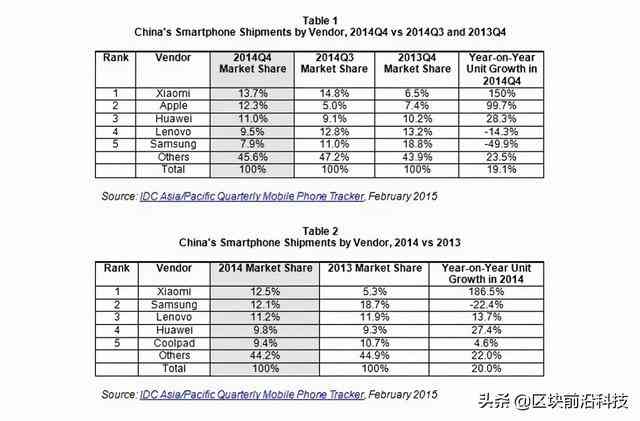 Table 1
China's Smartphone Shipments by Vendor, 2014Q4 vs 2014Q3 and 2013Q4
Rank Vendor 2014Q4 Market Share 2014Q3 Market Share 2013Q4 Market Share Year-on-Year Unit Growth in 2014Q4
1 Xiaomi 13.7% 14.8% 6.5% 150%
2 Apple 12.3% 5.0% 7.4% 99.7%
3 Huawei 11.0% 9.1% 10.2% 28.3%
4 Lenovo 9.5% 12.8% 13.2% -14.3%
5 Samsung 7.9% 11.0% 18.8% -49.9%
Others 45.6% 47.2% 43.9% 23.5%
Total 100% 100% 100% 19.1%
Source: IDC Asia/Pacific Quarterly Mobile Phone Tracker, February 2015
Table 2
China's Smartphone Shipments by Vendor, 2014 vs 2013
Rank Vendor 2014 Market Share 2013 Market Share Year-on-Year Unit Growth in 2014
1 Xiaomi 12.5% 5.3% 186.5%
2 Samsung 12.1% 18.7% -22.4%
3 Lenovo 11.2% 11.9% 13.7%
4 Huawei 9.8% 9.3% 27.4%
5 Coolpad 9.4% 10.7% 4.6%
Others 44.2% 44.9% 22.0%
Total 100% 100% 20.0%
Source: IDC Asia/Pacific Quarterly Mobile Phone Tracker, February 2015
头条 @区块前沿科技